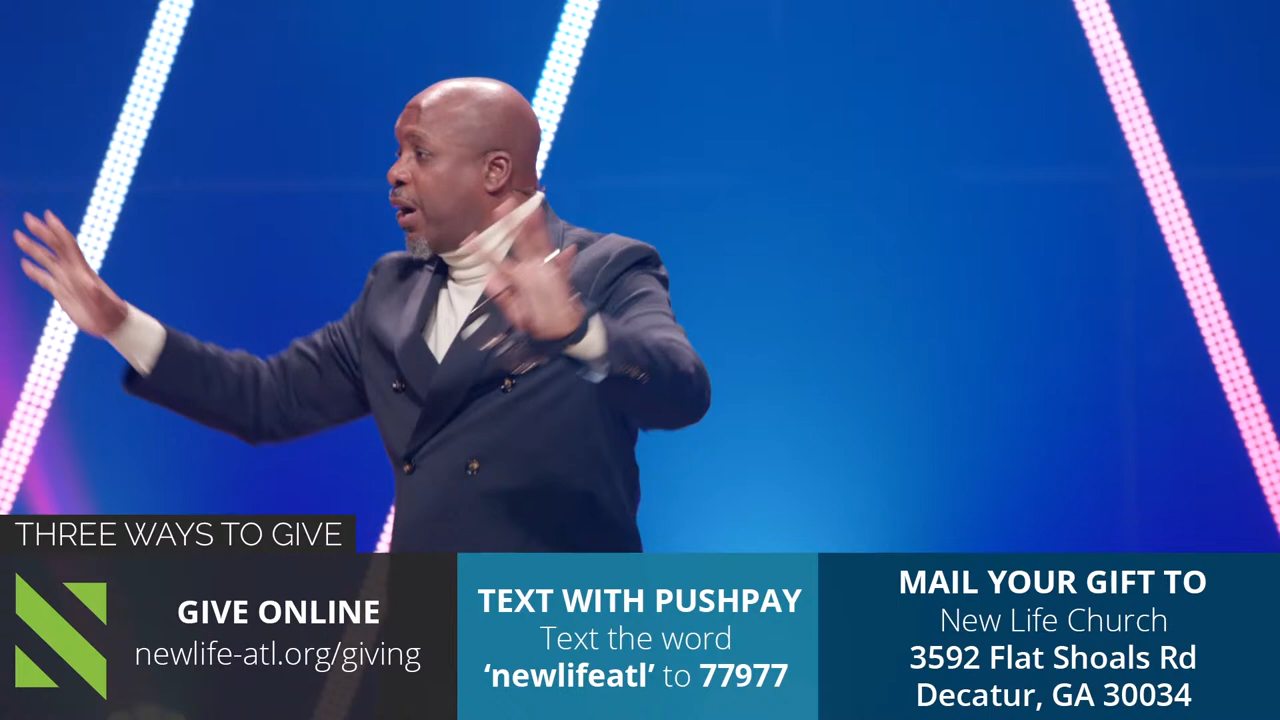 THREE WAYS TO GIVE
GIVE ONLINE
newlife-atl.org/giving
TEXT WITH PUSHPAY
Text the word
‘newlifeatl’ to 77977
MAIL YOUR GIFT TO
New Life Church
3592 Flat Shoals Rd
Decatur, GA 30034